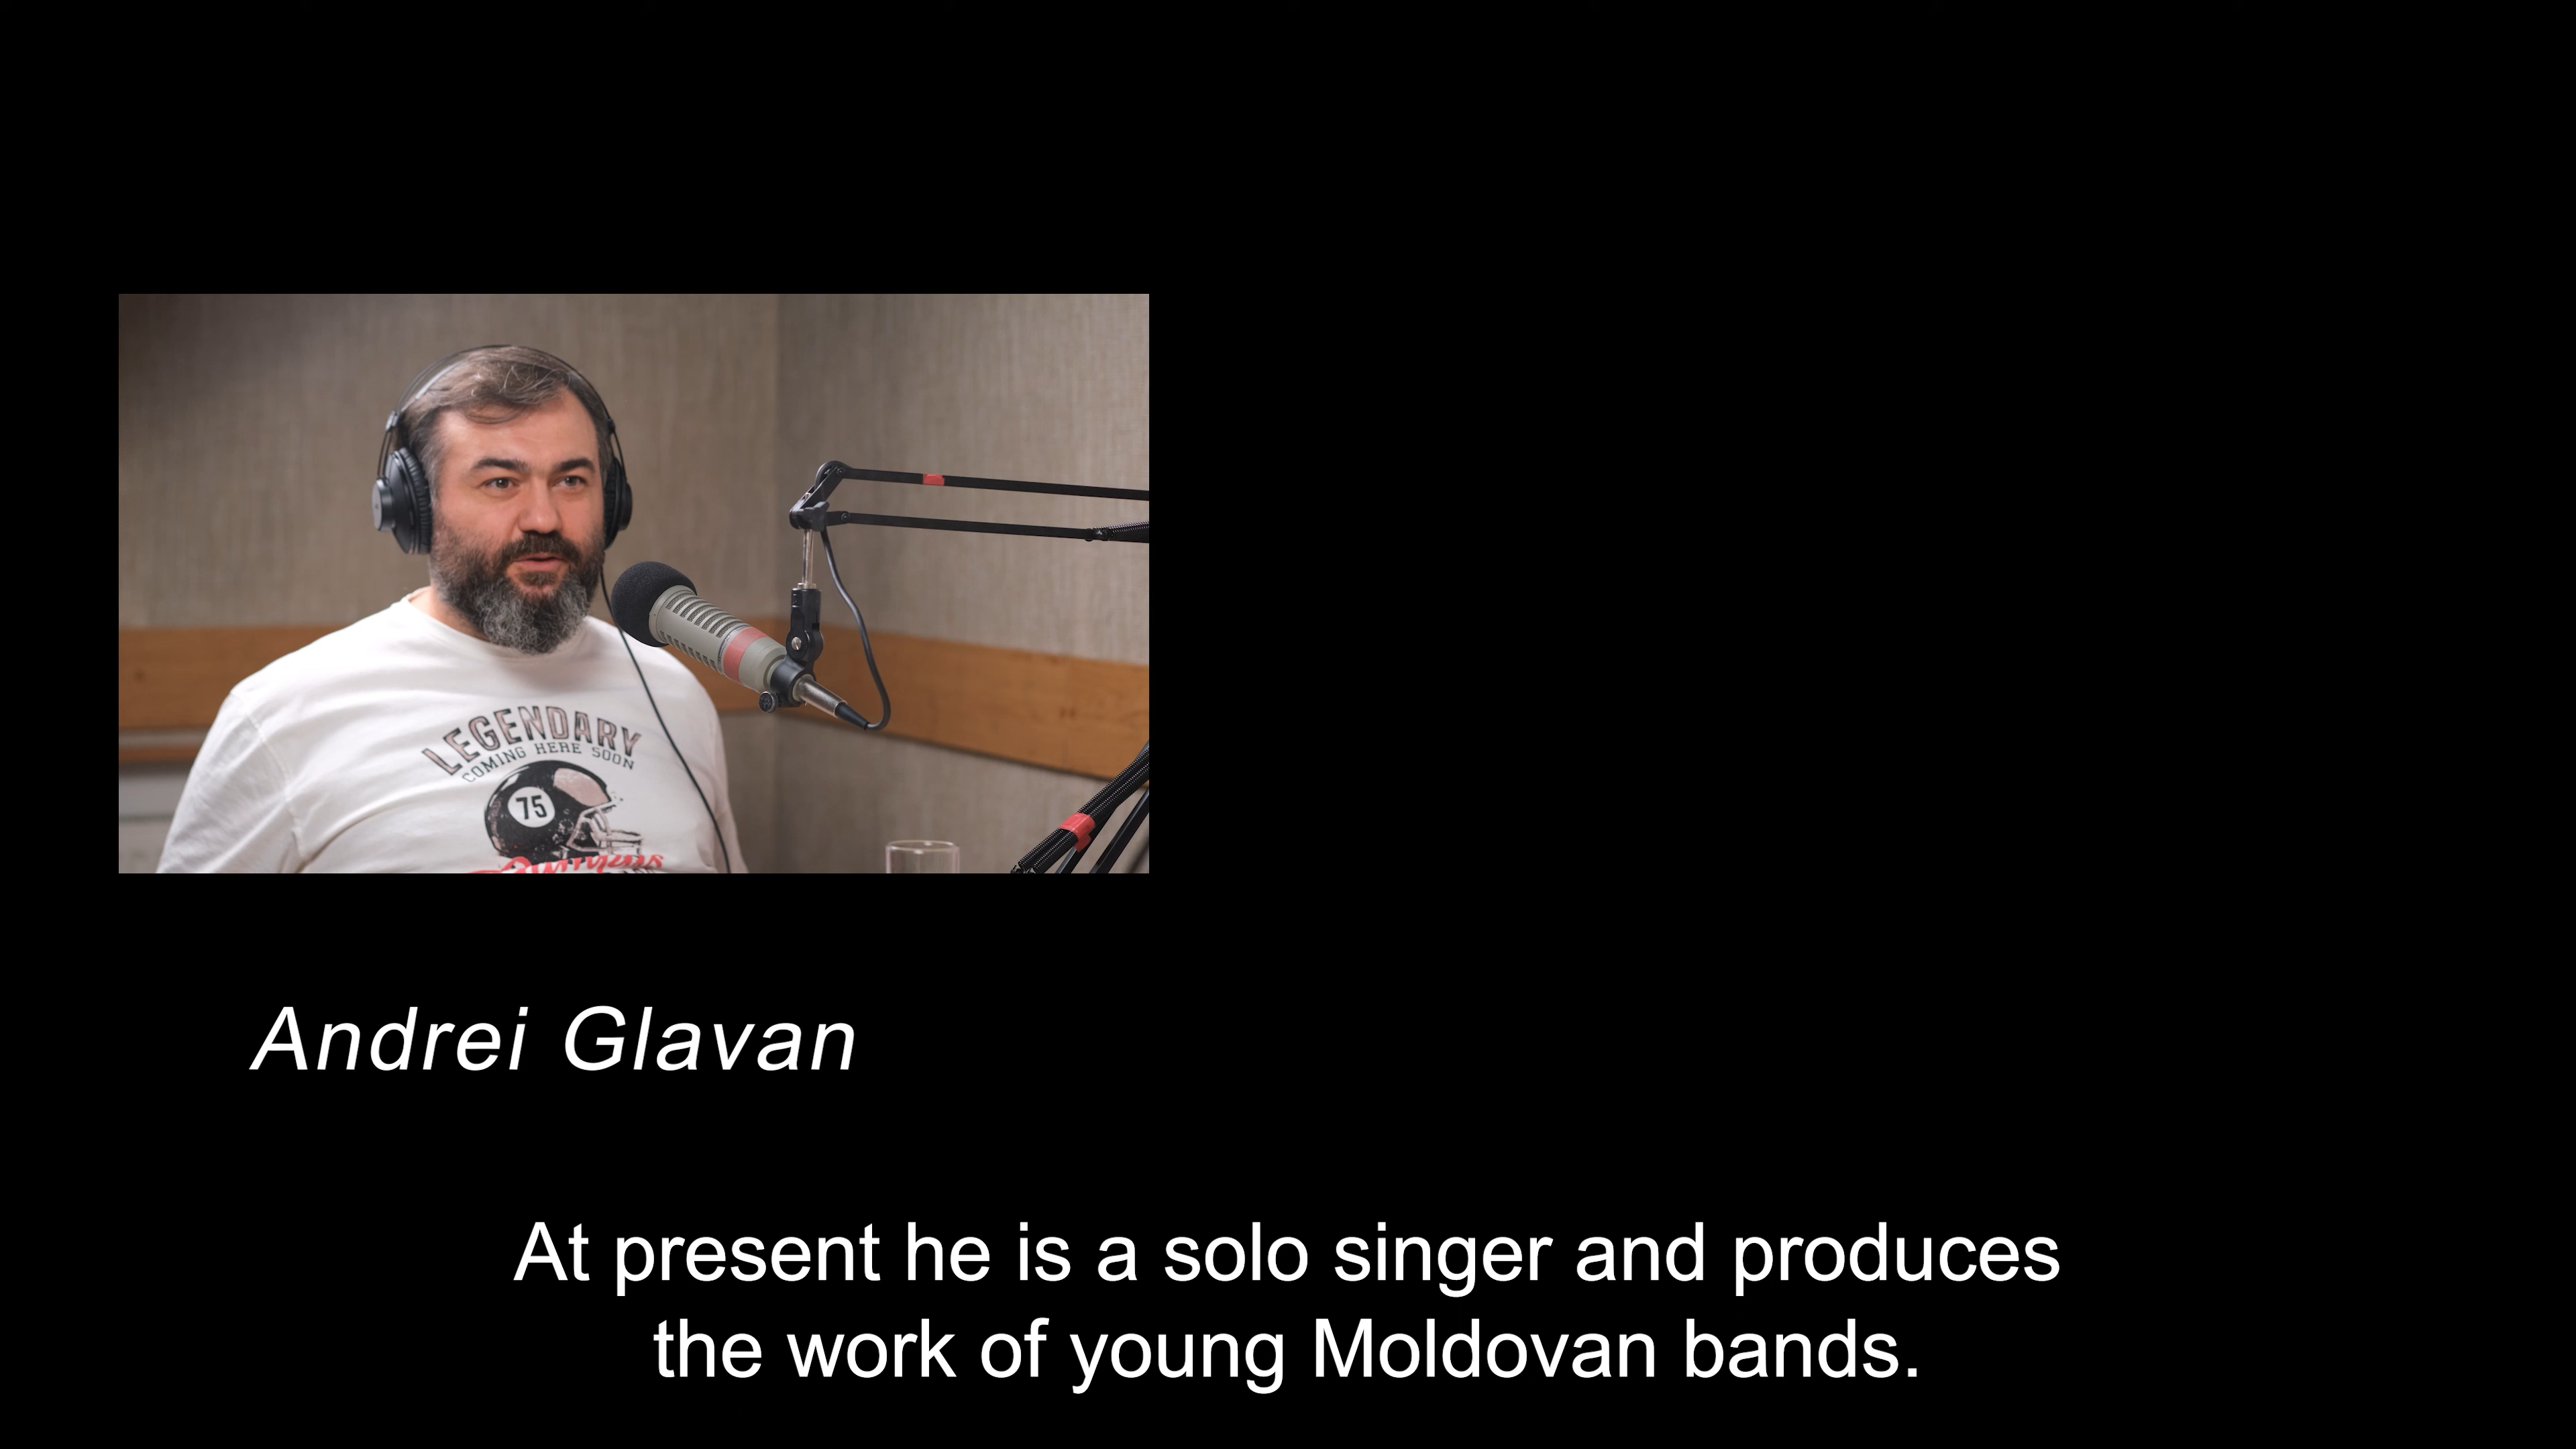 LEGENDARY
COMING HERE SOON
75
Andrei Glavan
At present he is a solo singer and produces
the work of young Moldovan bands.